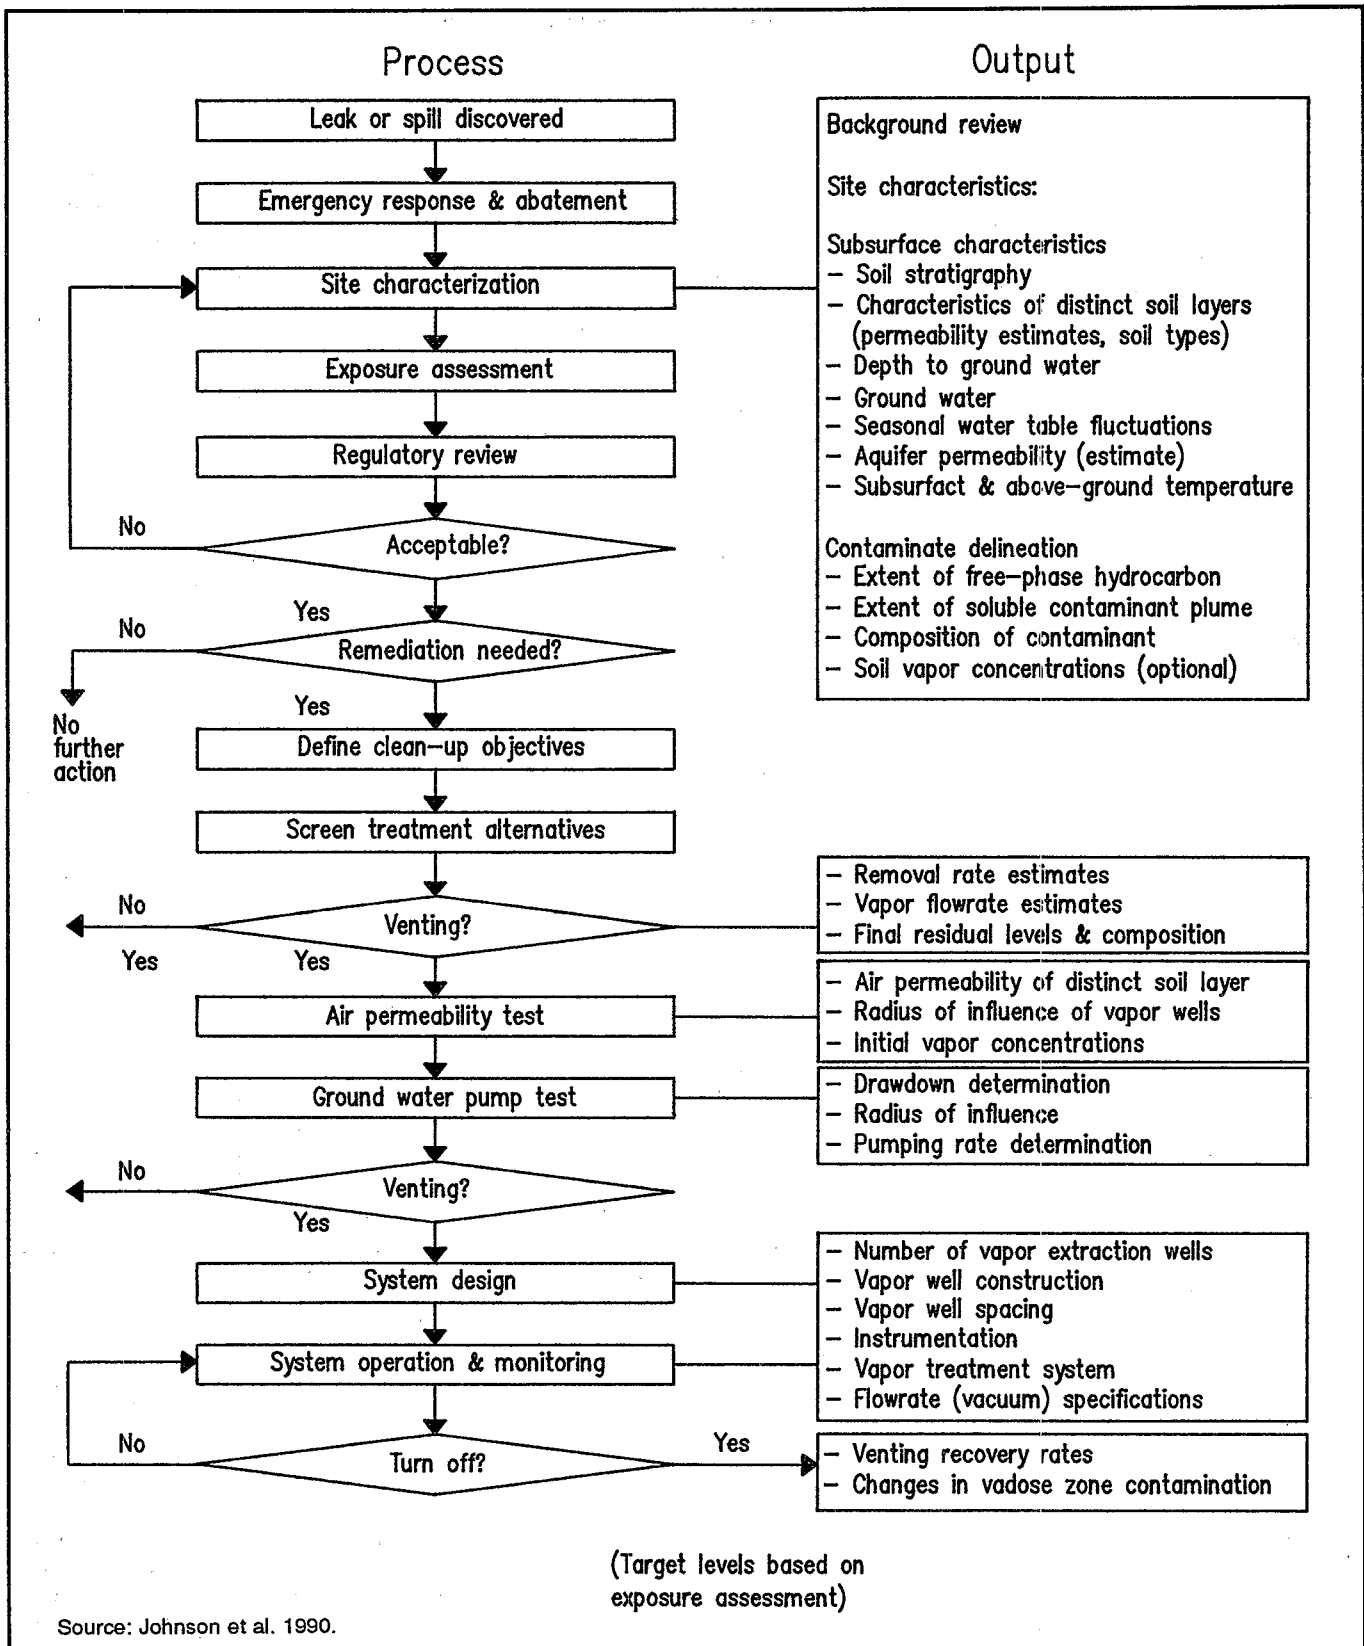 Process
Leak or spill discovered
Emergency response & abatement
Site characterization
Exposure assessment
Regulatory review
No
Acceptable?
Yes
No
Remediation needed?
No
further
action
Yes
Define clean-up objectives
Screen treatment alternatives
No
Venting?
Yes
Yes
Air permeability test
Ground water pump test
No
Venting?
Yes
System design
System operation & monitoring
No
Turn off?
Yes
Output
Background review
Site characteristics:
Subsurface characteristics
- Soil stratigraphy
- Characteristics of distinct soil layers
(permeability estimates, soil types)
- Depth to ground water
- Ground water
- Seasonal water table fluctuations
- Aquifer permeability (estimate)
- Subsurfact & above-ground temperature
Contaminate delineation
- Extent of free-phase hydrocarbon
- Extent of soluble contaminant plume
- Composition of contaminant
- Soil vapor concentrations (optional)
- Removal rate estimates
- Vapor flowrate estimates
- Final residual levels & composition
- Air permeability of distinct soil layer
- Radius of influence of vapor wells
- Initial vapor concentrations
- Drawdown determination
- Radius of influence
- Pumping rate determination
- Number of vapor extraction wells
- Vapor well construction
- Vapor well spacing
- Instrumentation
- Vapor treatment system
- Flowrate (vacuum) specifications
- Venting recovery rates
- Changes in vadose zone contamination
(Target levels based on
exposure assessment)
Source: Johnson et al. 1990.